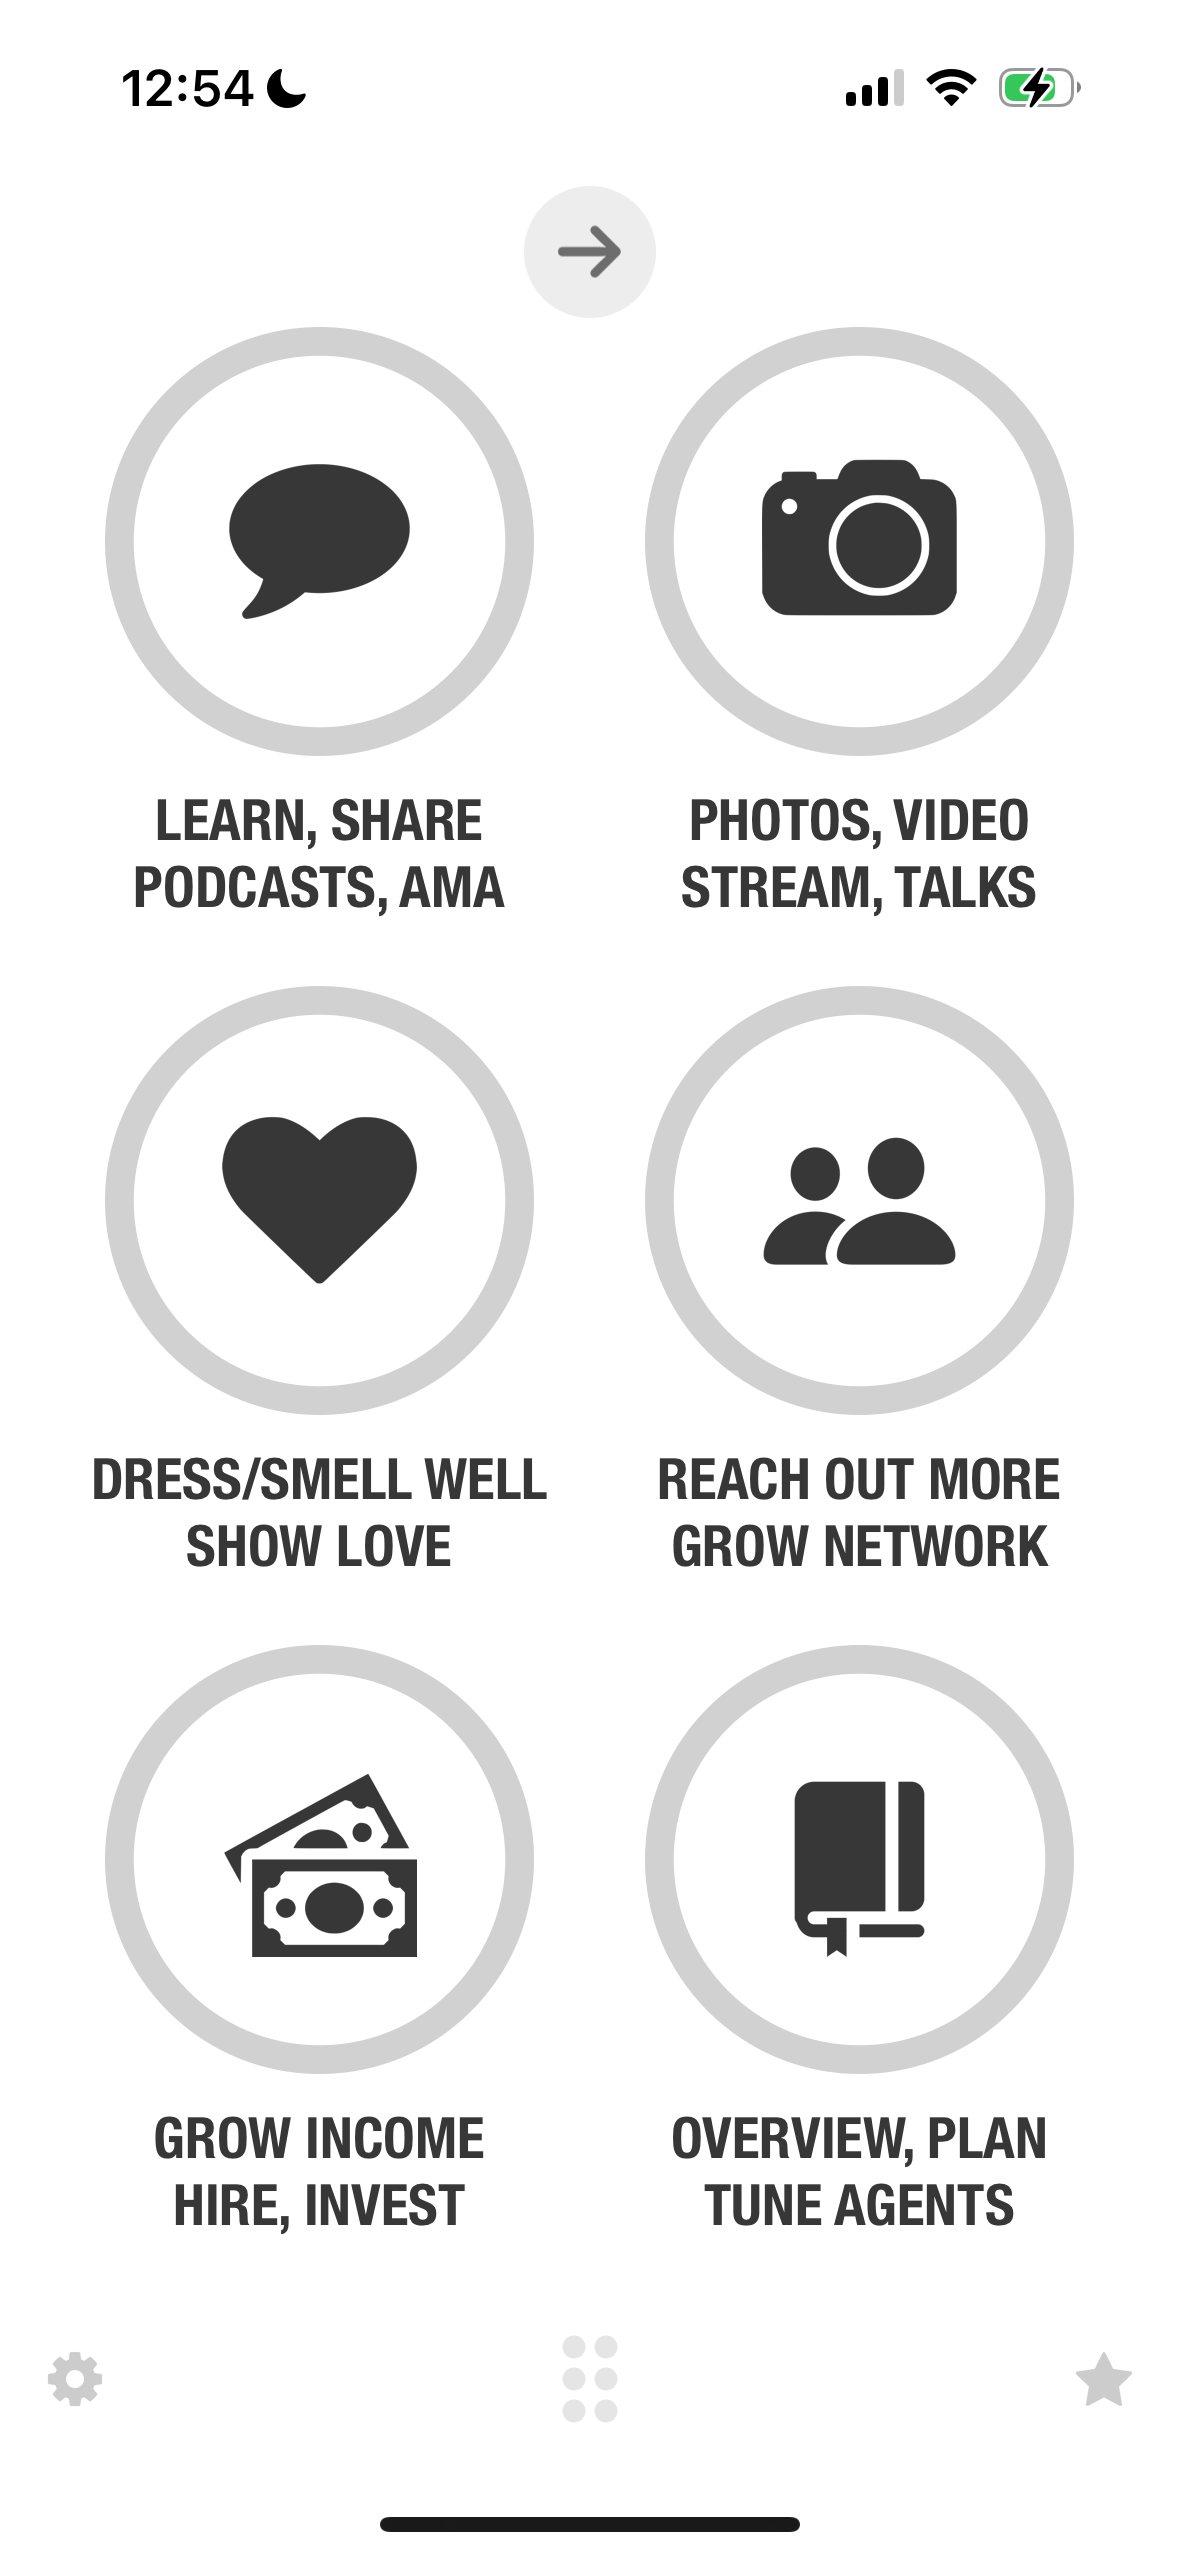 12:54
LEARN, SHARE
PODCASTS, AMA
PHOTOS, VIDEO
STREAM, TALKS
DRESS/SMELL WELL
SHOW LOVE
REACH OUT MORE
GROW NETWORK
GROW INCOME
HIRE, INVEST
OVERVIEW, PLAN
TUNE AGENTS